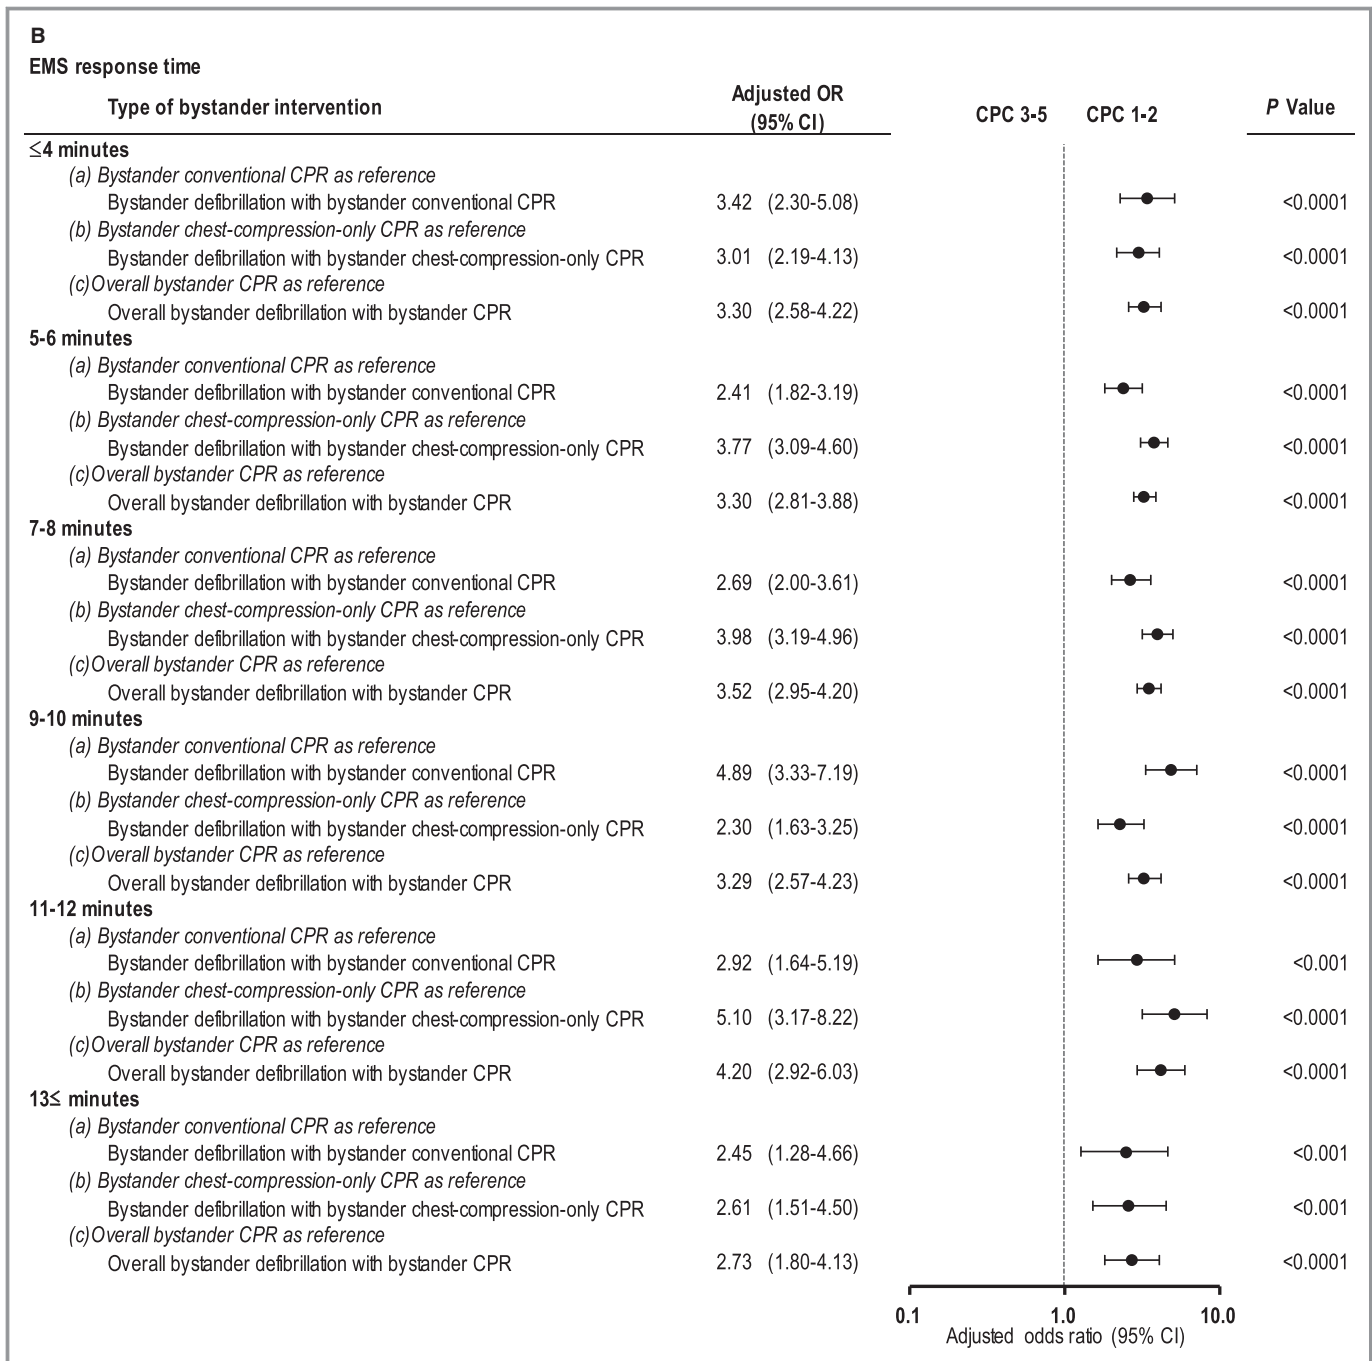 B
EMS response time
Type of bystander intervention Adjusted OR (95% CI) CPC 3-5 CPC 1-2 P Value
≤4 minutes
(a) Bystander conventional CPR as reference
Bystander defibrillation with bystander conventional CPR 3.42 (2.30-5.08) <0.0001
(b) Bystander chest-compression-only CPR as reference
Bystander defibrillation with bystander chest-compression-only CPR 3.01 (2.19-4.13) <0.0001
(c)Overall bystander CPR as reference
Overall bystander defibrillation with bystander CPR 3.30 (2.58-4.22) <0.0001
5-6 minutes
(a) Bystander conventional CPR as reference
Bystander defibrillation with bystander conventional CPR 2.41 (1.82-3.19) <0.0001
(b) Bystander chest-compression-only CPR as reference
Bystander defibrillation with bystander chest-compression-only CPR 3.77 (3.09-4.60) <0.0001
(c)Overall bystander CPR as reference
Overall bystander defibrillation with bystander CPR 3.30 (2.81-3.88) <0.0001
7-8 minutes
(a) Bystander conventional CPR as reference
Bystander defibrillation with bystander conventional CPR 2.69 (2.00-3.61) <0.0001
(b) Bystander chest-compression-only CPR as reference
Bystander defibrillation with bystander chest-compression-only CPR 3.98 (3.19-4.96) <0.0001
(c)Overall bystander CPR as reference
Overall bystander defibrillation with bystander CPR 3.52 (2.95-4.20) <0.0001
9-10 minutes
(a) Bystander conventional CPR as reference
Bystander defibrillation with bystander conventional CPR 4.89 (3.33-7.19) <0.0001
(b) Bystander chest-compression-only CPR as reference
Bystander defibrillation with bystander chest-compression-only CPR 2.30 (1.63-3.25) <0.0001
(c)Overall bystander CPR as reference
Overall bystander defibrillation with bystander CPR 3.29 (2.57-4.23) <0.0001
11-12 minutes
(a) Bystander conventional CPR as reference
Bystander defibrillation with bystander conventional CPR 2.92 (1.64-5.19) <0.001
(b) Bystander chest-compression-only CPR as reference
Bystander defibrillation with bystander chest-compression-only CPR 5.10 (3.17-8.22) <0.0001
(c)Overall bystander CPR as reference
Overall bystander defibrillation with bystander CPR 4.20 (2.92-6.03) <0.0001
13≤ minutes
(a) Bystander conventional CPR as reference
Bystander defibrillation with bystander conventional CPR 2.45 (1.28-4.66) <0.001
(b) Bystander chest-compression-only CPR as reference
Bystander defibrillation with bystander chest-compression-only CPR 2.61 (1.51-4.50) <0.001
(c)Overall bystander CPR as reference
Overall bystander defibrillation with bystander CPR 2.73 (1.80-4.13) <0.0001
0.1 1.0 10.0
Adjusted odds ratio (95% CI)